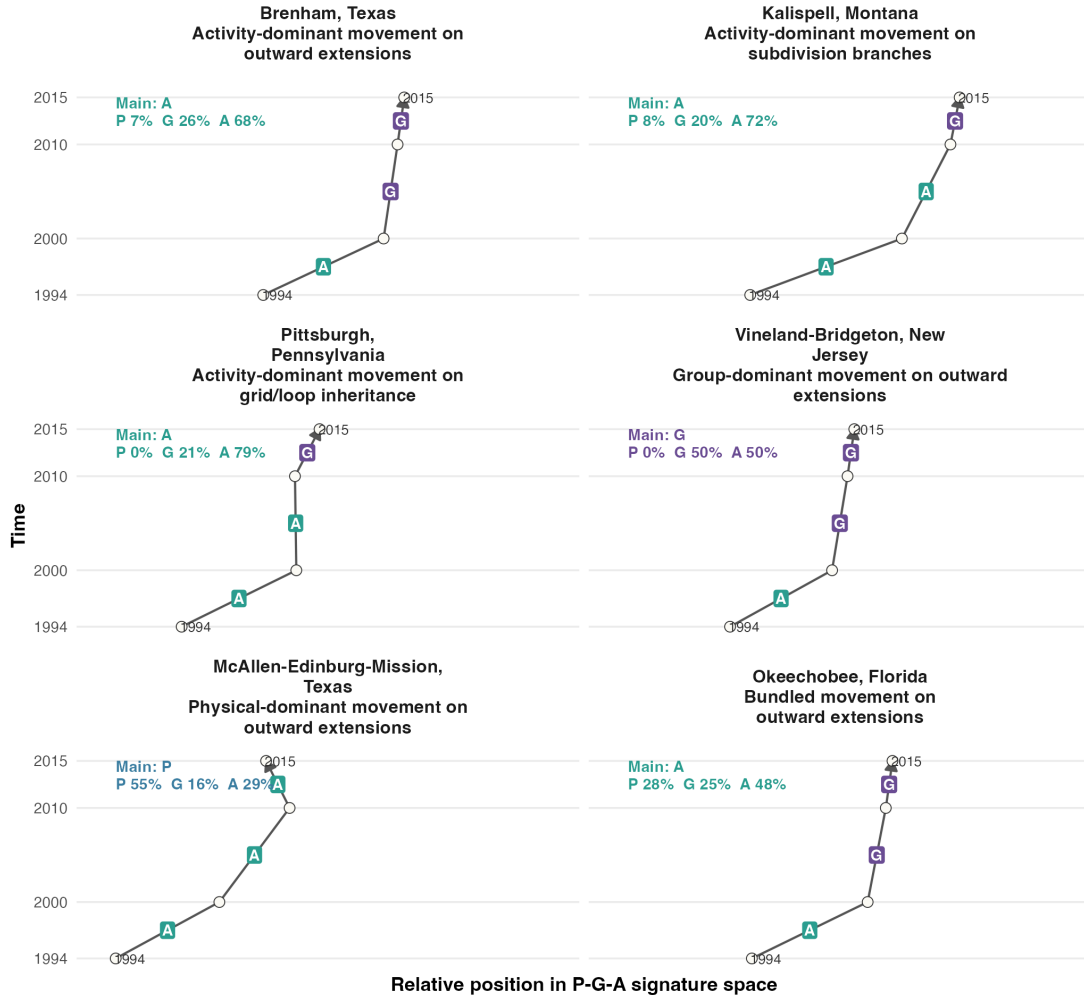 Brenham, Texas
Activity-dominant movement on
outward extensions
Kalispell, Montana
Activity-dominant movement on
subdivision branches
2015
2010
2000
1994
Main: A
P 7%  G 26%  A 68%
2015
G
G
A
1994
Main: A
P 8%  G 20%  A 72%
2015
G
A
A
1994
Pittsburgh,
Pennsylvania
Activity-dominant movement on
grid/loop inheritance
Vineland-Bridgeton, New
Jersey
Group-dominant movement on outward
extensions
Time
2015
2010
2000
1994
Main: A
P 0%  G 21%  A 79%
2015
G
A
A
1994
Main: G
P 0%  G 50%  A 50%
2015
G
G
A
1994
McAllen-Edinburg-Mission,
Texas
Physical-dominant movement on
outward extensions
Okeechobee, Florida
Bundled movement on
outward extensions
2015
2010
2000
1994
Main: P
P 55%  G 16%  A 29%
2015
A
A
A
1994
Main: A
P 28%  G 25%  A 48%
2015
G
G
A
1994
Relative position in P-G-A signature space